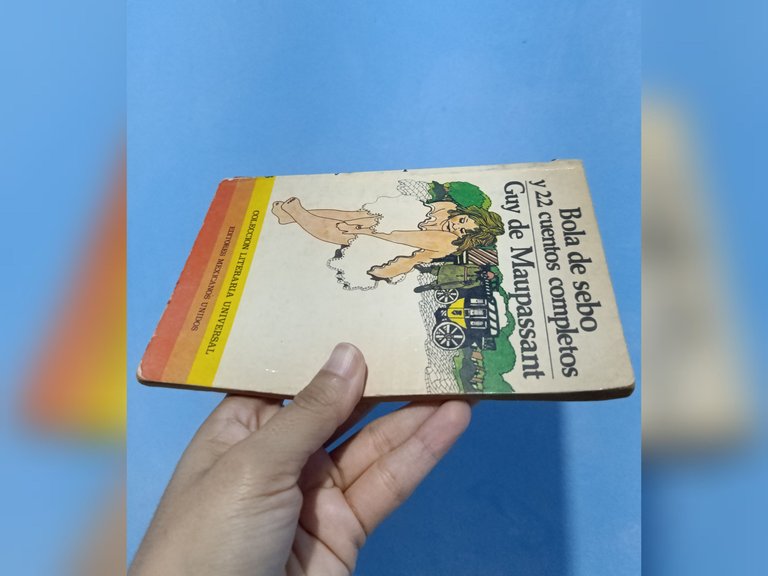 Bola de sebo
y 22 cuentos completos
Guy de Maupassant
COLECCION LITERARIA UNIVERSAL
EDITORES MEXICANOS UNIDOS